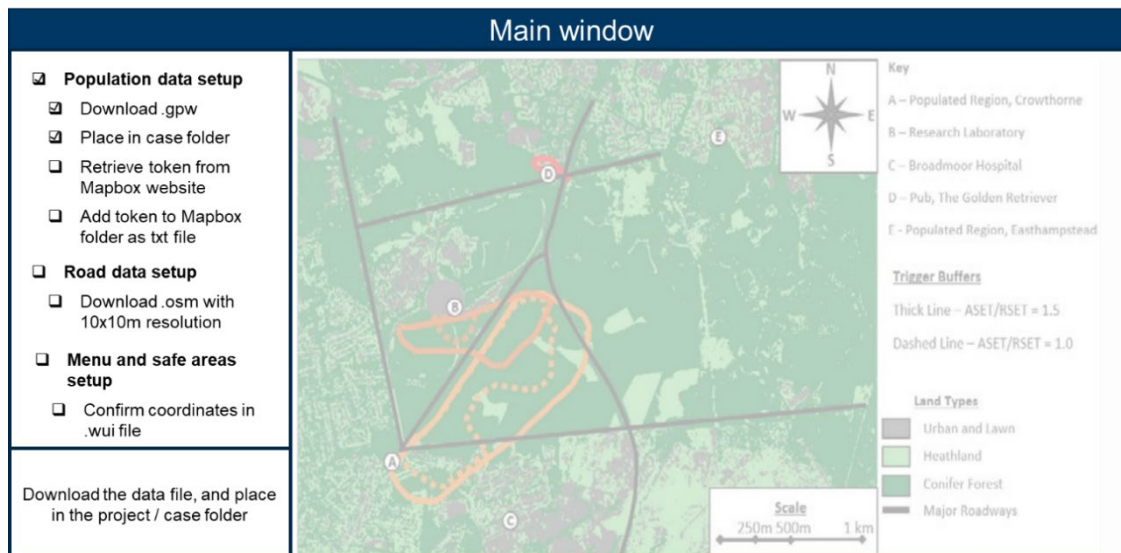 Main window
Population data setup
Download .gpw
Place in case folder
Retrieve token from
Mapbox website
Add token to Mapbox
folder as txt file
Road data setup
Download .osm with
10x10m resolution
Menu and safe areas
setup
Confirm coordinates in
.wui file
Download the data file, and place
in the project / case folder
N
W E
S
E
D
B
A
C
Scale
250m 500m 1 km
Key
A – Populated Region, Crowthorne
B – Research Laboratory
C – Broadmoor Hospital
D – Pub, The Golden Retriever
E - Populated Region, Easthampstead
Trigger Buffers
Thick Line – ASET/RSET = 1.5
Dashed Line – ASET/RSET = 1.0
Land Types
Urban and Lawn
Heathland
Conifer Forest
Major Roadways